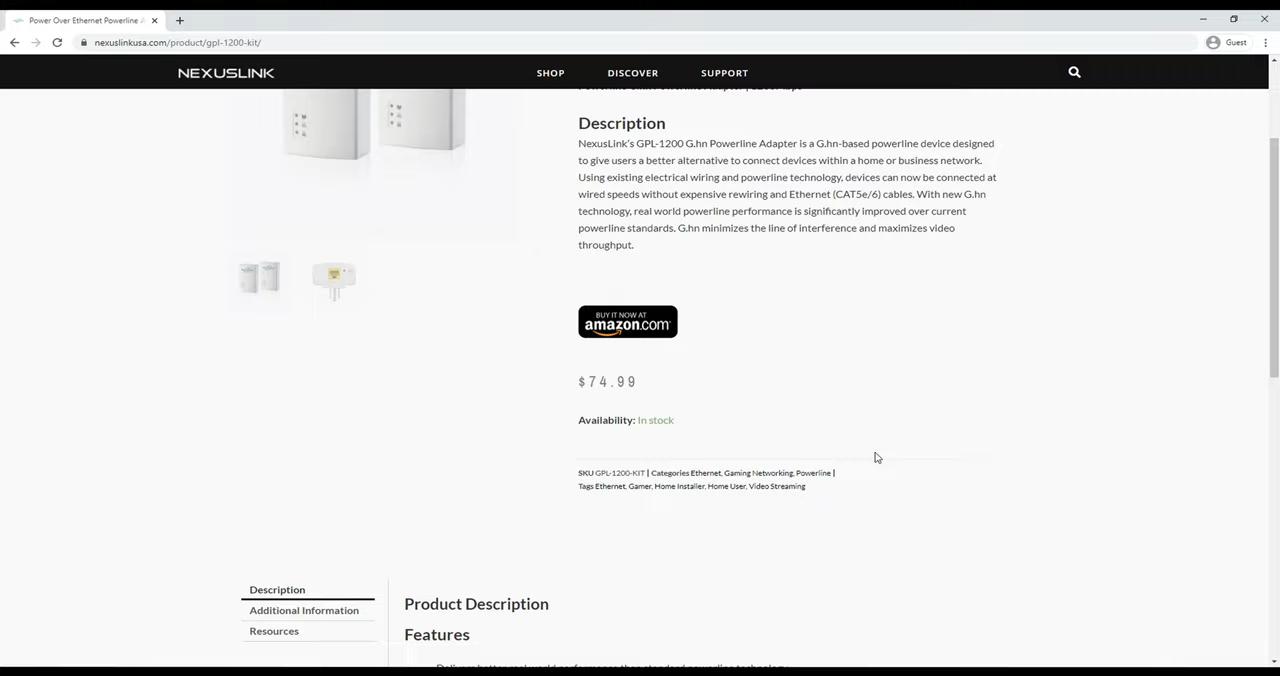 Power Over Ethernet Powerline A
nexuslinkusa.com/product/gpl-1200-kit/
Guest
NEXUSLINK
SHOP
DISCOVER
SUPPORT
Description
NexusLink's GPL-1200 G.hn Powerline Adapter is a G.hn-based powerline device designed
to give users a better alternative to connect devices within a home or business network.
Using existing electrical wiring and powerline technology, devices can now be connected at
wired speeds without expensive rewiring and Ethernet (CAT5e/6) cables. With new G.hn
technology, real world powerline performance is significantly improved over current
powerline standards. G.hn minimizes the line of interference and maximizes video
throughput.
BUY IT NOW AT
amazon.com
$74.99
Availability: In stock
SKU GPL-1200-KIT | Categories Ethernet, Gaming Networking, Powerline |
Tags Ethernet, Gamer, Home Installer, Home User, Video Streaming
Description
Additional Information
Resources
Product Description
Features
Delivers better real world performance than standard powerline technology